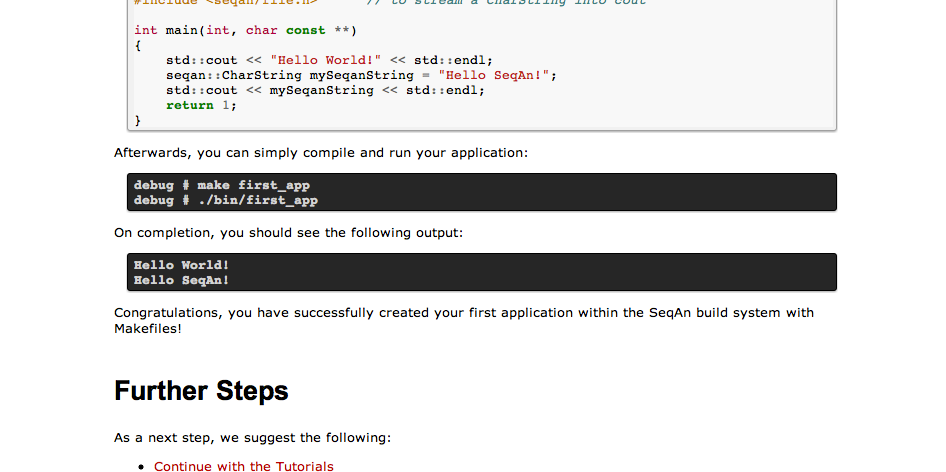 #include <seqan/file.h>      // to stream a CharString into cout
int main(int, char const **)
{
    std::cout << "Hello World!" << std::endl;
    seqan::CharString mySeqanString = "Hello SeqAn!";
    std::cout << mySeqanString << std::endl;
    return 1;
}
Afterwards, you can simply compile and run your application:
debug # make first_app
debug # ./bin/first_app
On completion, you should see the following output:
Hello World!
Hello SeqAn!
Congratulations, you have successfully created your first application within the SeqAn build system with
Makefiles!
Further Steps
As a next step, we suggest the following:
• Continue with the Tutorials